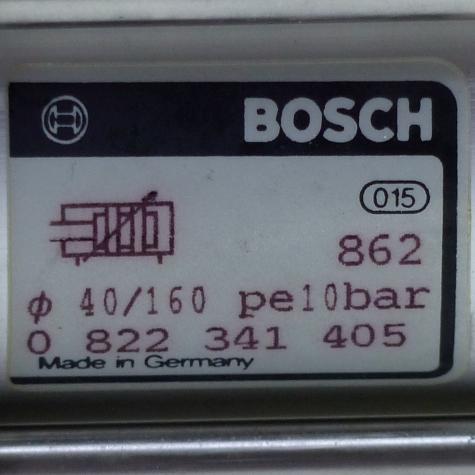 BOSCH
015
862
ϕ 40/160 pe10bar
0 822 341 405
Made in Germany